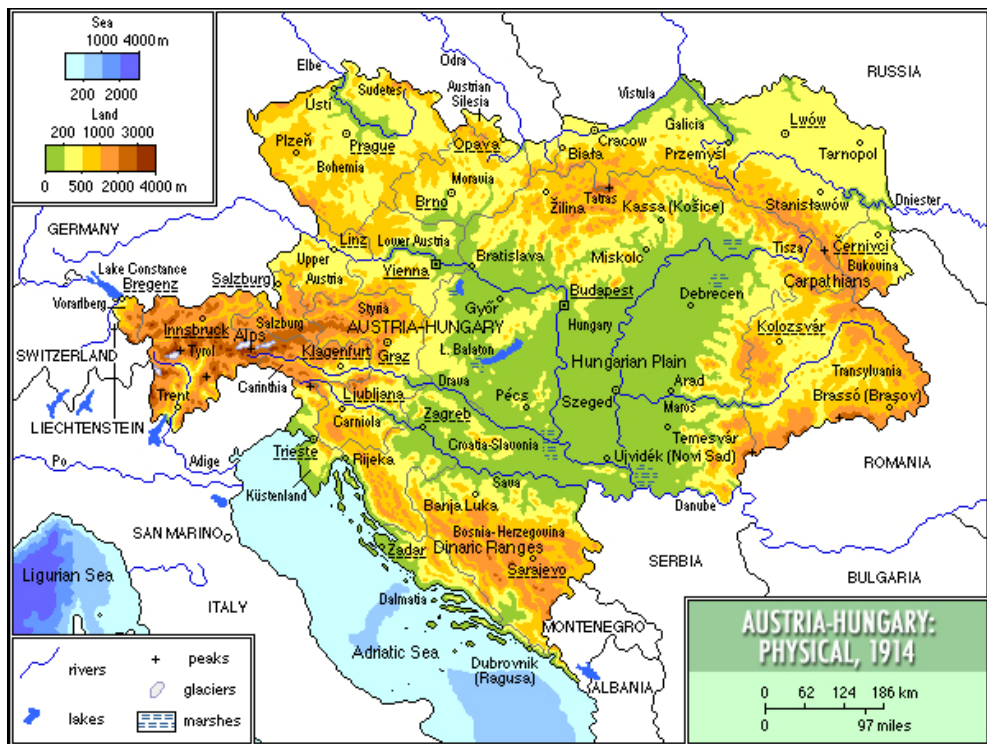 Sea
1000 4000 m
200 2000
Land
200 1000 3000
0 500 2000 4000 m
Elbe
Odra
Austrian
Silesia
Vistula
RUSSIA
Sudetes
Ústí
Galicia
Lwów
Plzeň
Prague
Opava
Cracow
Biała
Przemyśl
Tarnopol
Bohemia
Moravia
Brno
Žilina
Tatras
Kassa (Košice)
Stanisławów
Dniester
GERMANY
Linz
Lower Austria
Miskolc
Tisza
Černivci
Bukovina
Upper
Austria
Vienna
Bratislava
Carpathians
Lake Constance
Bregenz
Salzburg
Vorarlberg
Győr
Budapest
Debrecen
Styria
Innsbruck
Salzburg
AUSTRIA-HUNGARY
Hungary
Kolozsvár
Alps
Tyrol
Klagenfurt
Graz
L. Balaton
SWITZERLAND
Hungarian Plain
Transylvania
Carinthia
Drava
Arad
Trent
Ljubljana
Pécs
Szeged
Brassó (Braşov)
Maros
LIECHTENSTEIN
Carniola
Zagreb
Temesvár
Croatia-Slavonia
Adige
Trieste
Rijeka
Ujvidék (Novi Sad)
Po
ROMANIA
Küstenland
Sava
Banja Luka
Danube
SAN MARINO
Bosnia-Herzegovina
Dinaric Ranges
Zadar
Sarajevo
SERBIA
Ligurian Sea
BULGARIA
ITALY
Dalmatia
MONTENEGRO
Adriatic Sea
Dubrovnik
(Ragusa)
ALBANIA
rivers
peaks
glaciers
lakes
marshes
AUSTRIA-HUNGARY:
PHYSICAL, 1914
0 62 124 186 km
0 97 miles